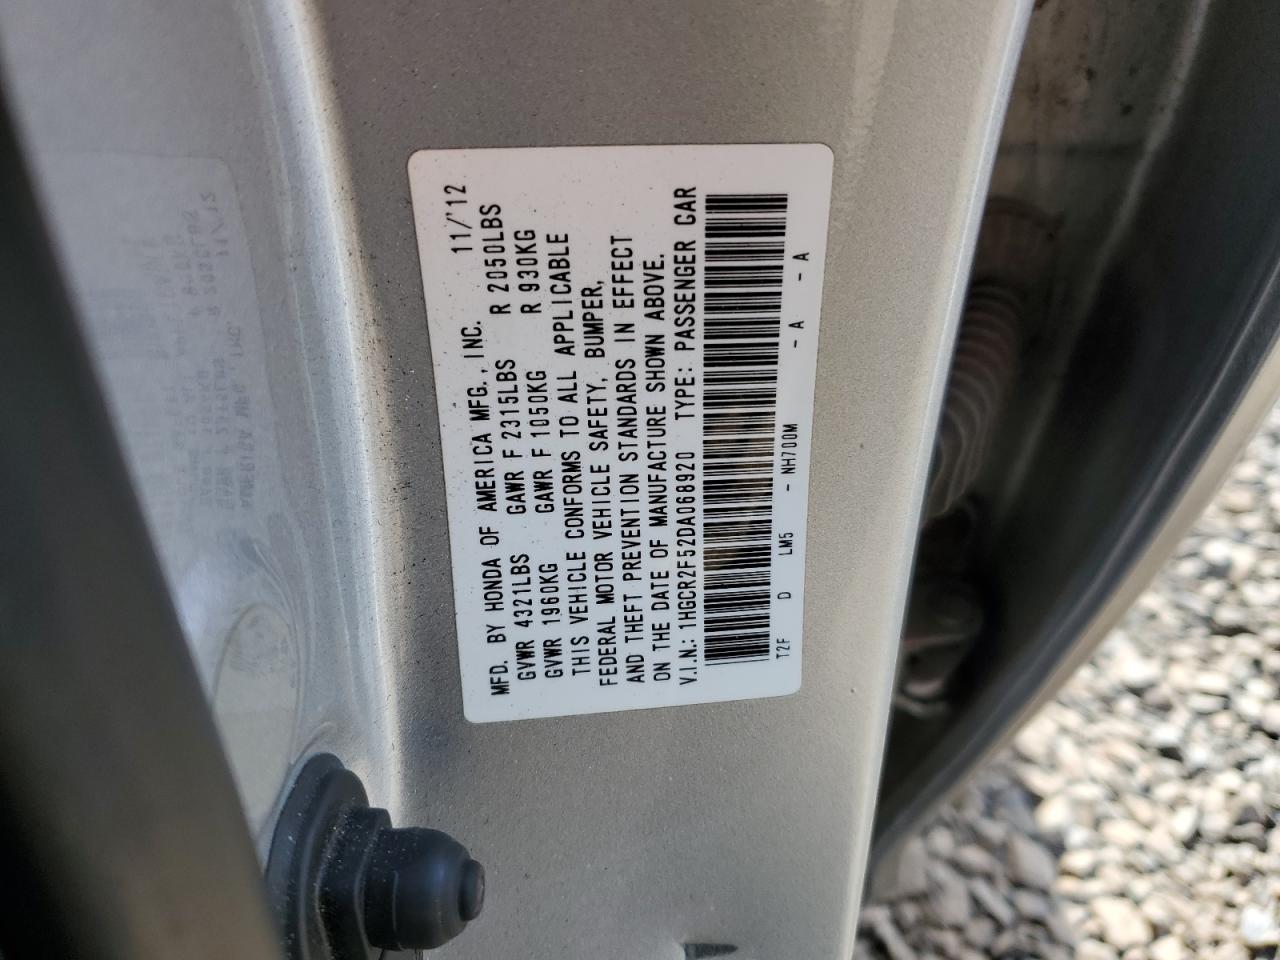 MFD. BY HONDA OF AMERICA MFG., INC. 11/'12
GVWR 4321LBS GAWR F 2315LBS R 2050LBS
GVWR 1960KG GAWR F 1050KG R 930KG
THIS VEHICLE CONFORMS TO ALL APPLICABLE
FEDERAL MOTOR VEHICLE SAFETY, BUMPER,
AND THEFT PREVENTION STANDARDS IN EFFECT
ON THE DATE OF MANUFACTURE SHOWN ABOVE.
V.I.N.: 1HGCR2F52DA068920 TYPE: PASSENGER CAR
T2F D LM5 - NH700M - A - A